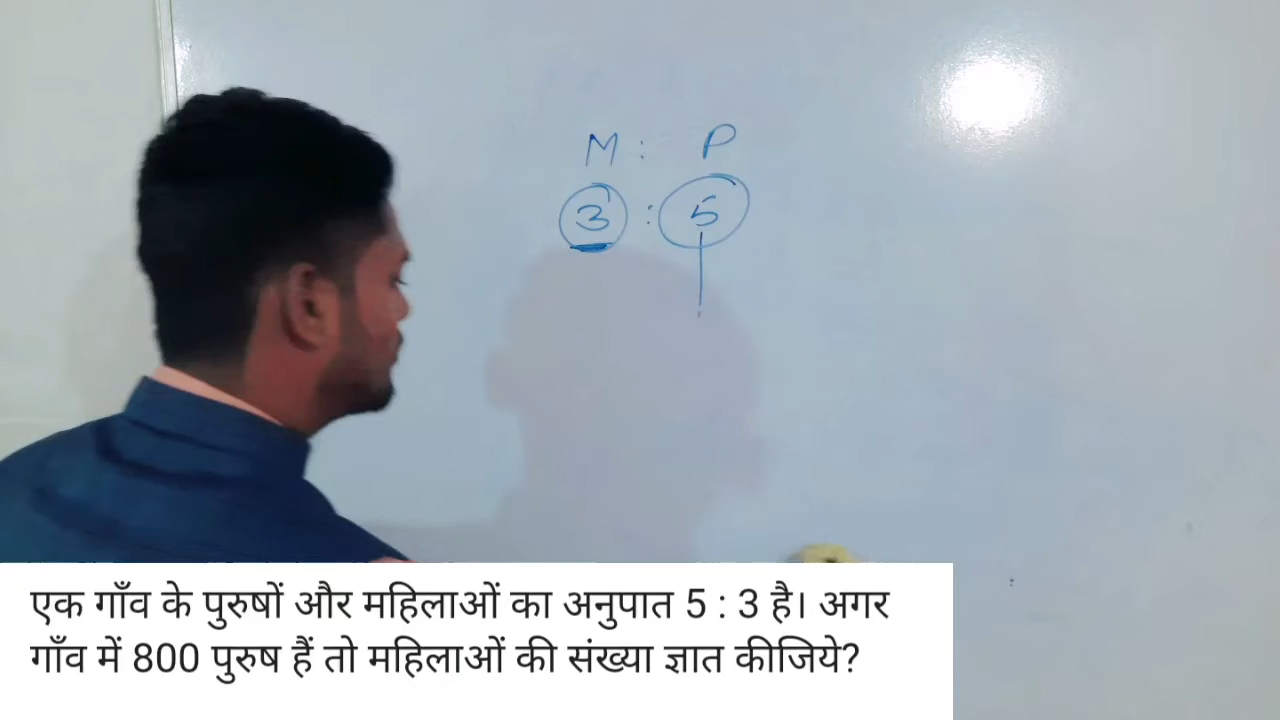 M : P
3 : 5
एक गाँव के पुरुषों और महिलाओं का अनुपात 5 : 3 है। अगर
गाँव में 800 पुरुष हैं तो महिलाओं की संख्या ज्ञात कीजिये?